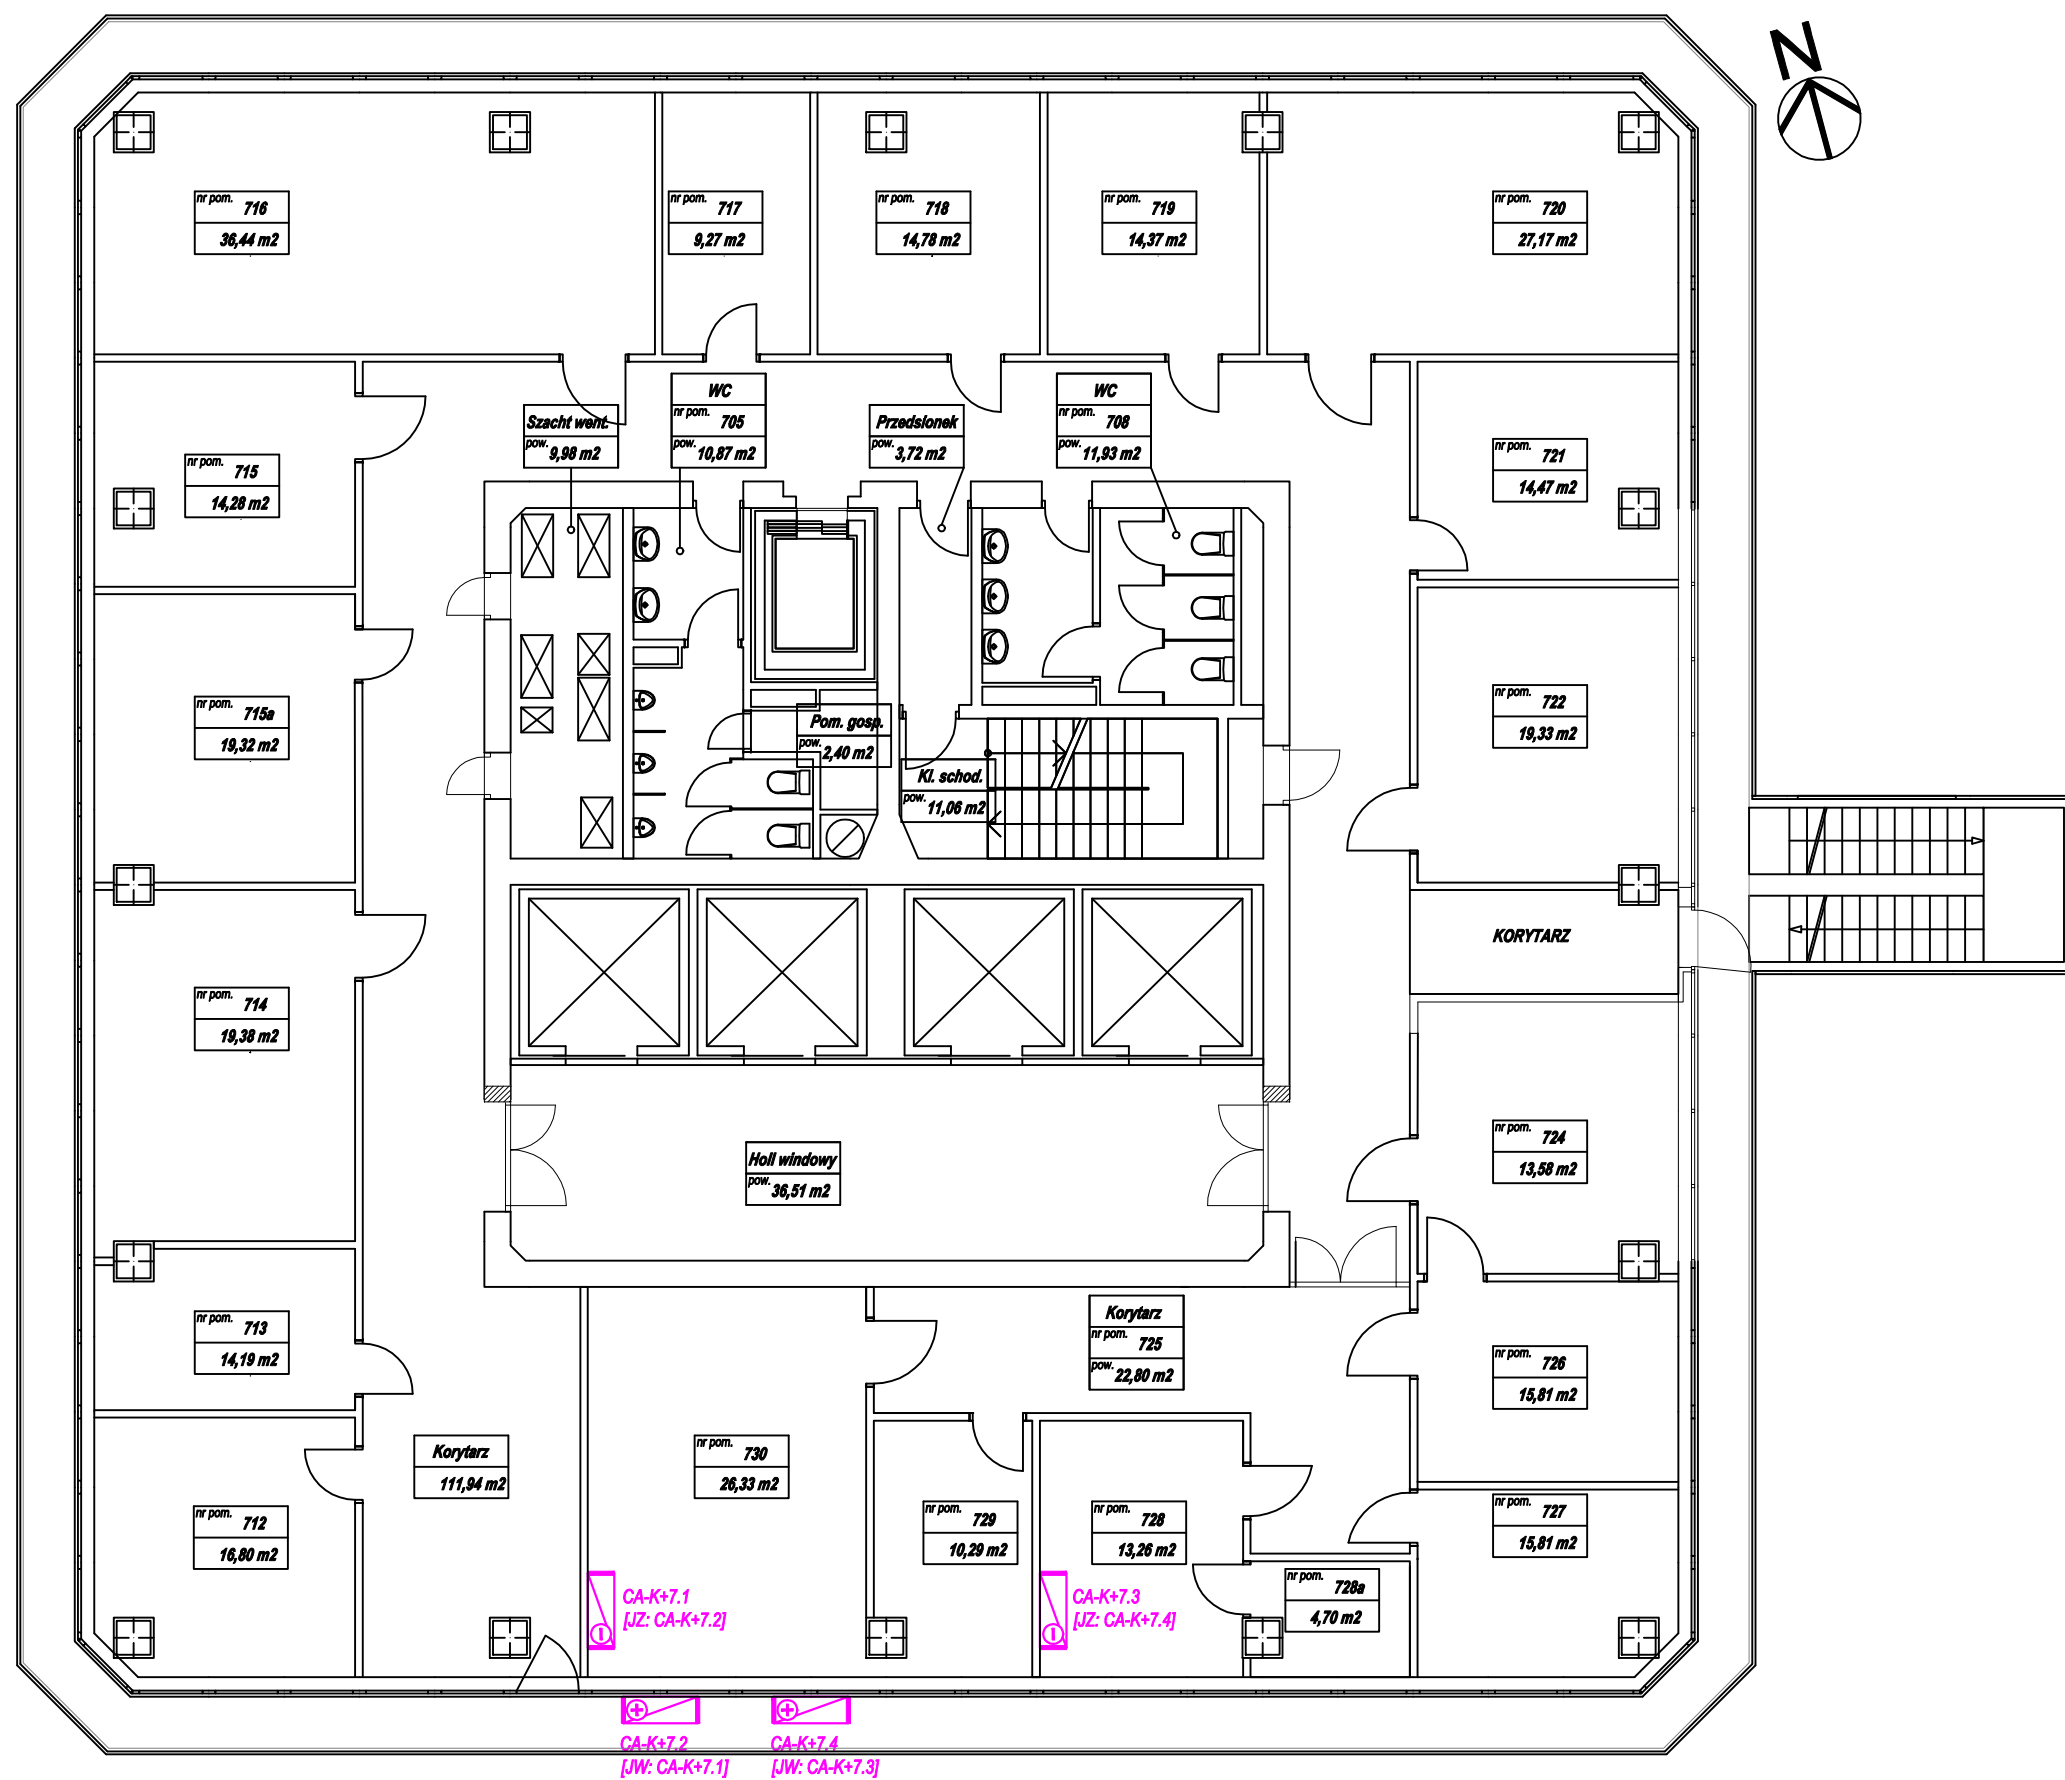 N
nr pom. 716
36,44 m2
nr pom. 717
9,27 m2
nr pom. 718
14,78 m2
nr pom. 719
14,37 m2
nr pom. 720
27,17 m2
Szacht went.
pow. 9,98 m2
WC
nr pom. 705
pow. 10,87 m2
Przedsionek
pow. 3,72 m2
WC
nr pom. 708
pow. 11,93 m2
nr pom. 715
14,28 m2
nr pom. 721
14,47 m2
nr pom. 715a
19,32 m2
Pom. gosp.
pow. 2,40 m2
Kl. schod.
pow. 11,06 m2
nr pom. 722
19,33 m2
KORYTARZ
nr pom. 714
19,38 m2
Holl windowy
pow. 36,51 m2
nr pom. 724
13,58 m2
nr pom. 713
14,19 m2
Korytarz
nr pom. 725
pow. 22,80 m2
nr pom. 726
15,81 m2
Korytarz
111,94 m2
nr pom. 730
26,33 m2
nr pom. 712
16,80 m2
nr pom. 729
10,29 m2
nr pom. 728
13,26 m2
nr pom. 727
15,81 m2
nr pom. 728a
4,70 m2
CA-K+7.1
[JZ: CA-K+7.2]
CA-K+7.3
[JZ: CA-K+7.4]
CA-K+7.2
[JW: CA-K+7.1]
CA-K+7.4
[JW: CA-K+7.3]